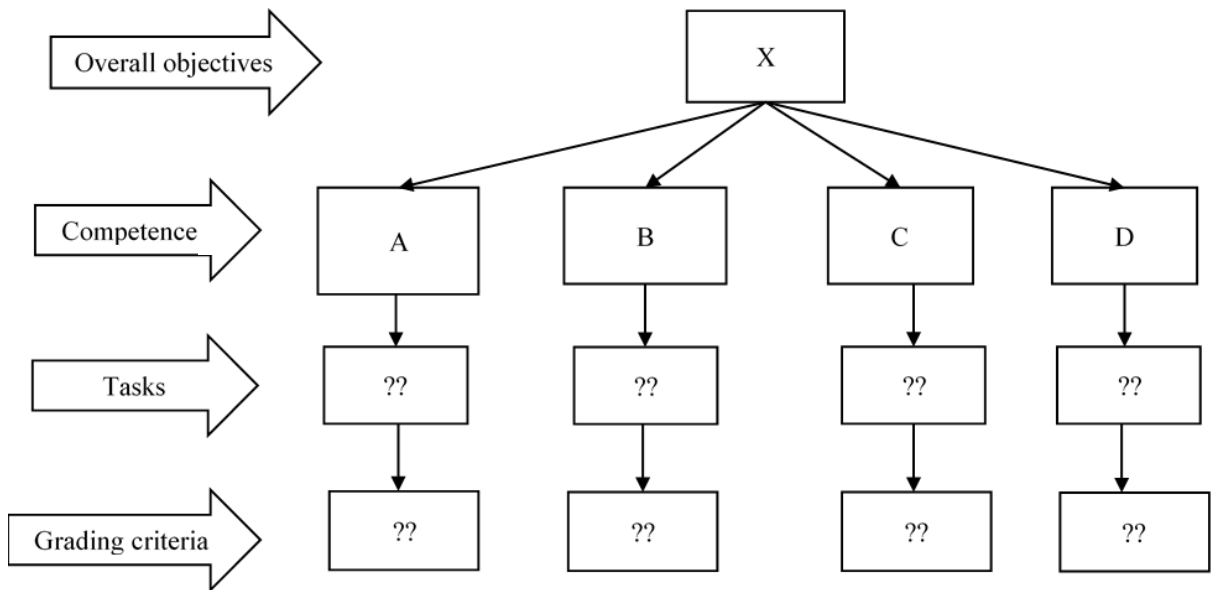 Overall objectives
X
Competence
A
B
C
D
Tasks
??
??
??
??
Grading criteria
??
??
??
??